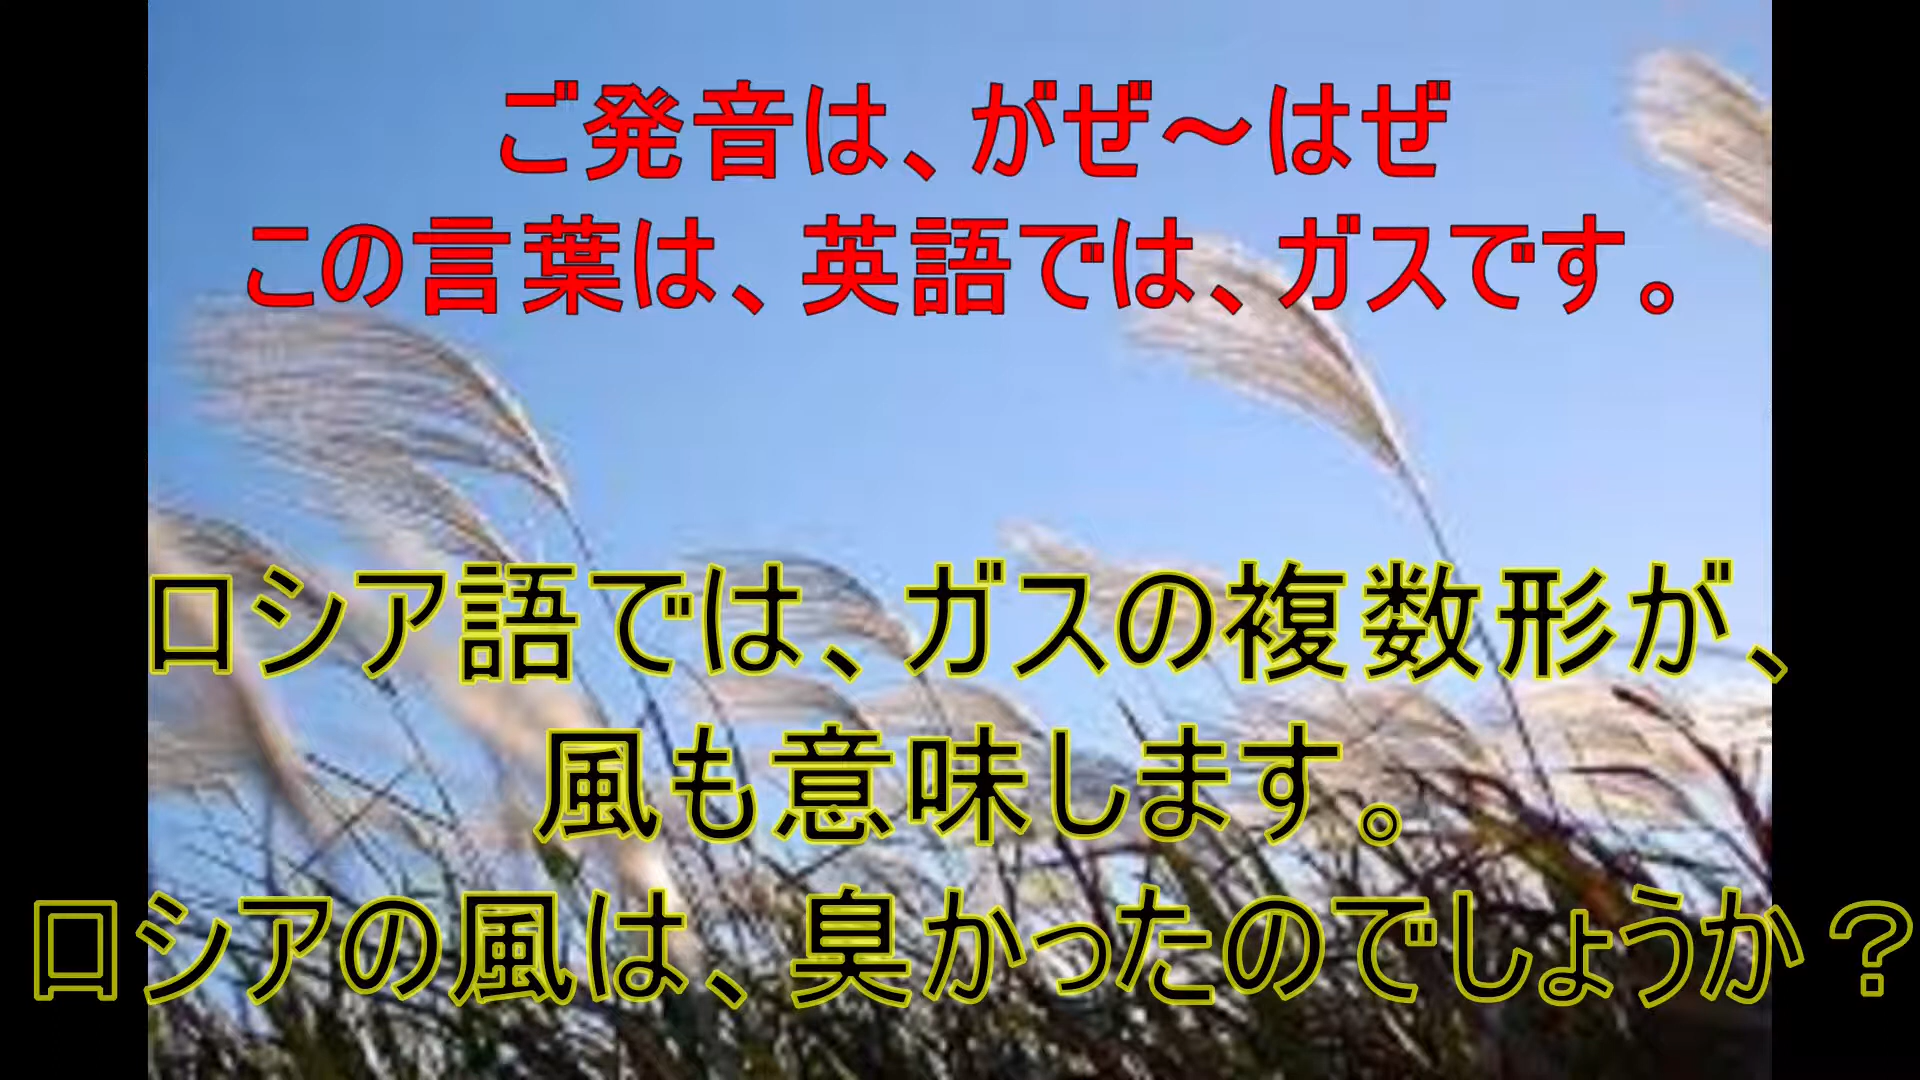 ご発音は、がぜ～はぜ
この言葉は、英語では、ガスです。
ロシア語では、ガスの複数形が、
風も意味します。
ロシアの風は、臭かったのでしょうか？